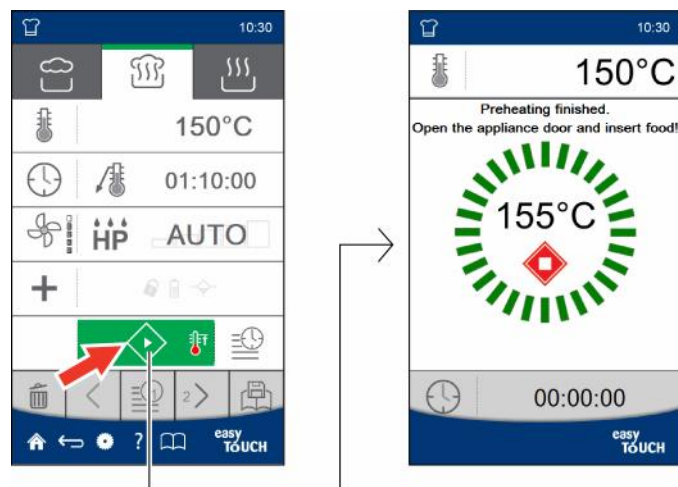 10:30
150°C
01:10:00
HP AUTO
1 2
?
easy
TOUCH
10:30
150°C
Preheating finished.
Open the appliance door and insert food!
155°C
00:00:00
easy
TOUCH